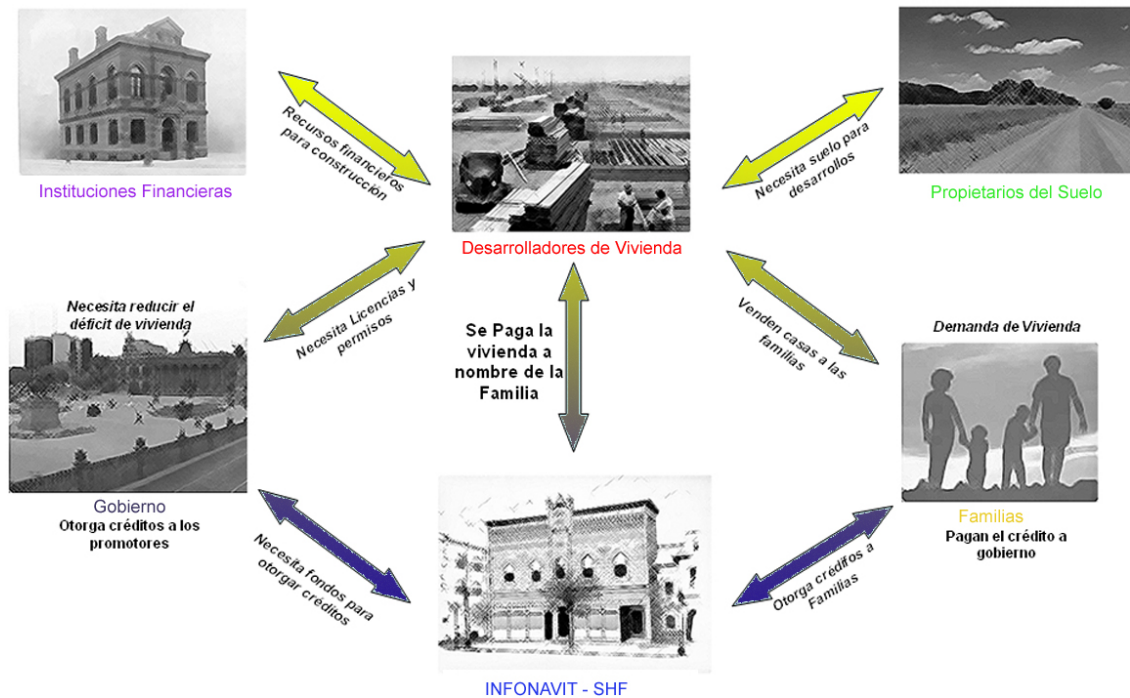 Instituciones Financieras
Recursos financieros
para construcción
Desarrolladores de Vivienda
Necesita suelo para
desarrollos
Propietarios del Suelo
Necesita reducir el
déficit de vivienda
Gobierno
Otorga créditos a los
promotores
Necesita Licencías y
permisos
Se Paga la
vivienda a
nombre de la
Familia
Venden casas a las
familias
Demanda de Vivienda
Familias
Pagan el crédito a
gobierno
Necesita fondos para
otorgar créditos
INFONAVIT - SHF
Otorga créditos a
Familias